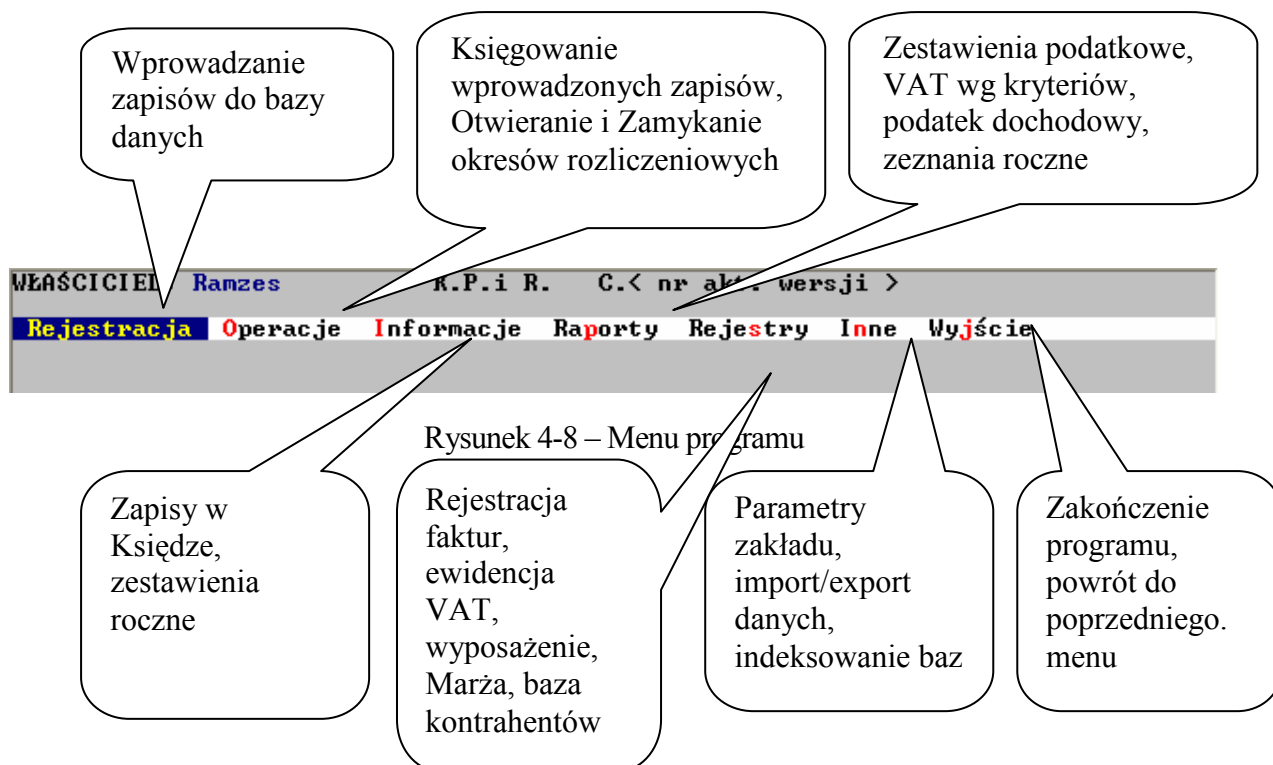 Wprowadzanie
zapisów do bazy
danych
Księgowanie
wprowadzonych zapisów,
Otwieranie i Zamykanie
okresów rozliczeniowych
Zestawienia podatkowe,
VAT wg kryteriów,
podatek dochodowy,
zeznania roczne
WŁAŚCICIEL Ramzes K.P.i R. C.< nr akt. wersji >
Rejestracja Operacje Informacje Raporty Rejestry Inne Wyjście
Rysunek 4-8 – Menu programu
Zapisy w
Księdze,
zestawienia
roczne
Rejestracja
faktur,
ewidencja
VAT,
wyposażenie,
Marża, baza
kontrahentów
Parametry
zakładu,
import/export
danych,
indeksowanie baz
Zakończenie
programu,
powrót do
poprzedniego.
menu